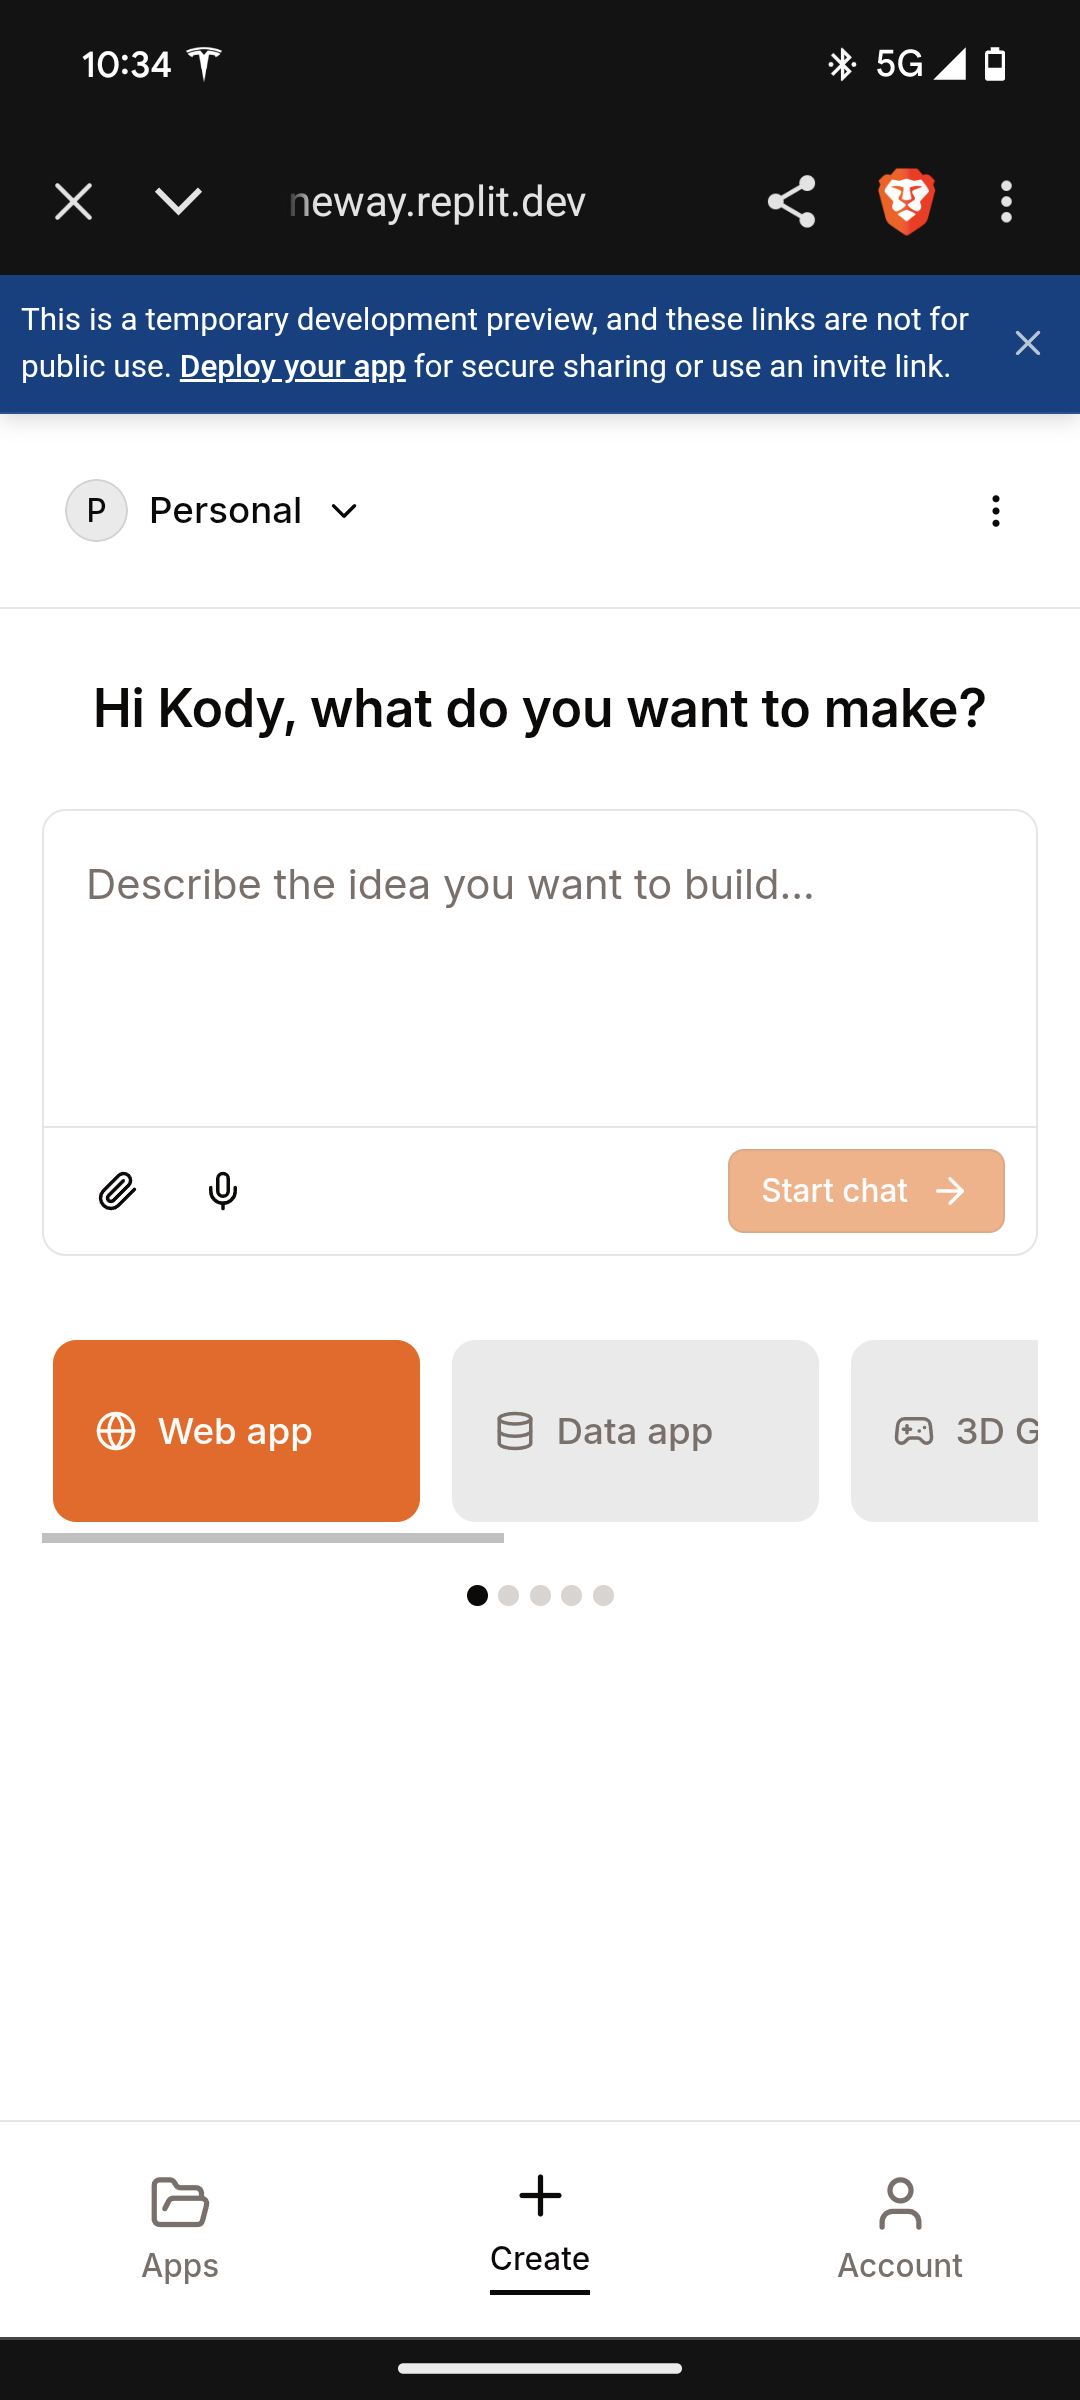 10:34
5G
neway.replit.dev
This is a temporary development preview, and these links are not for
public use. Deploy your app for secure sharing or use an invite link.
P Personal
Hi Kody, what do you want to make?
Describe the idea you want to build...
Start chat
Web app
Data app
3D G
Apps
Create
Account